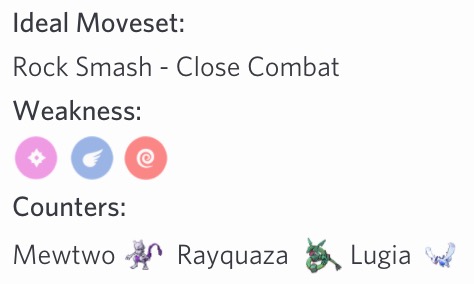 Ideal Moveset:
Rock Smash - Close Combat
Weakness:
Counters:
Mewtwo Rayquaza Lugia